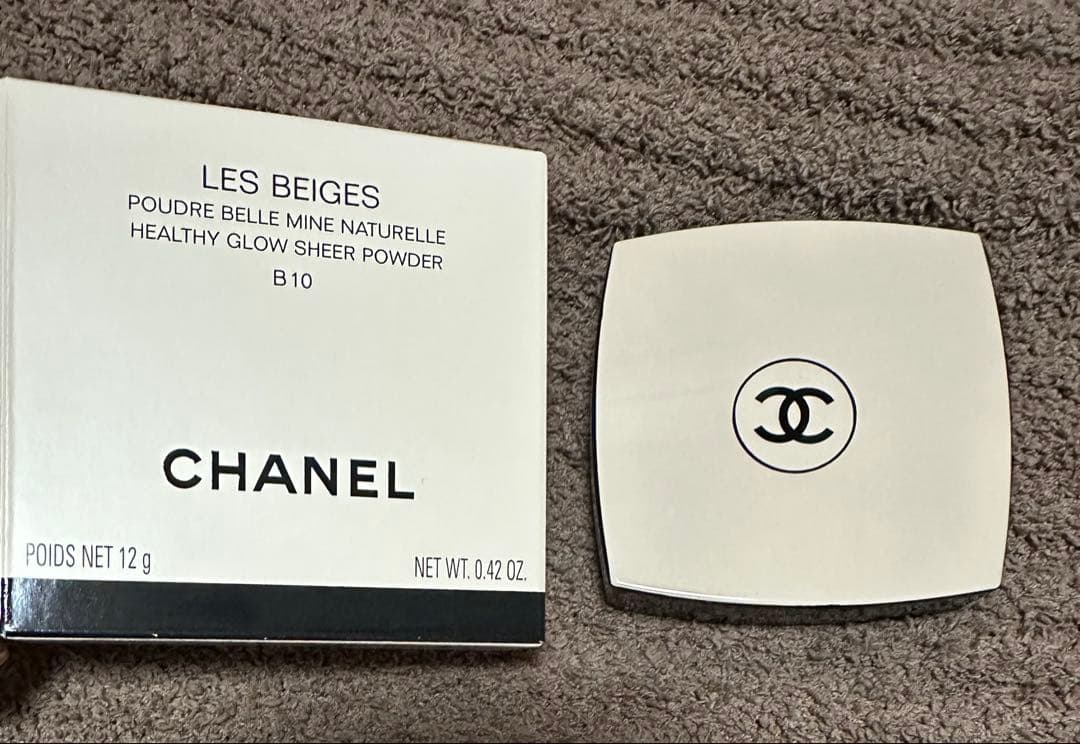 LES BEIGES
POUDRE BELLE MINE NATURELLE
HEALTHY GLOW SHEER POWDER
B10
CHANEL
POIDS NET 12 g
NET WT. 0.42 OZ.